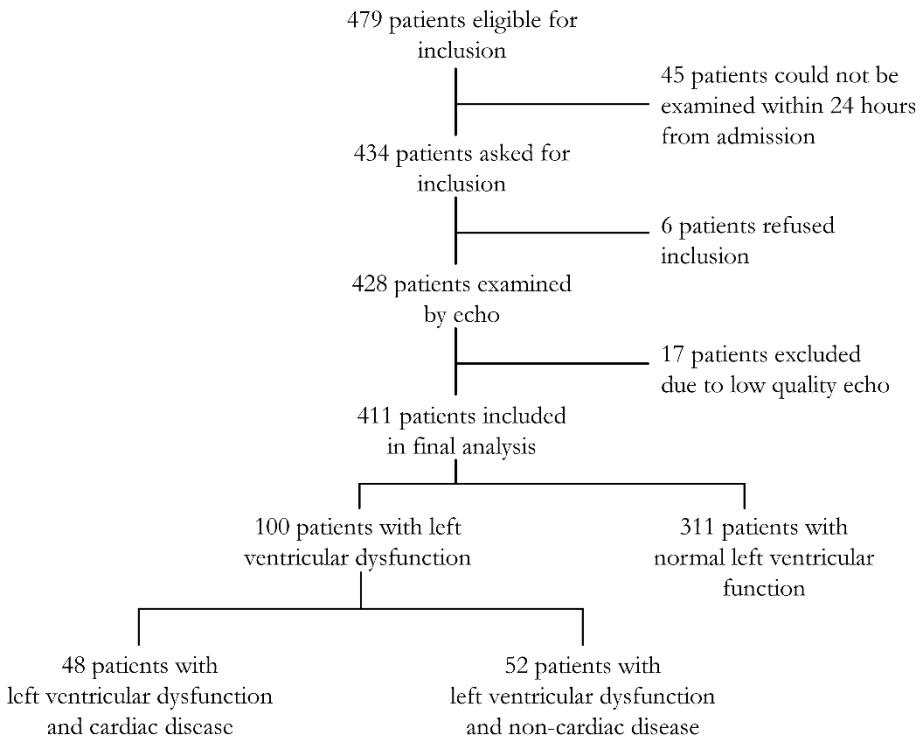 479 patients eligible for
inclusion
45 patients could not be
examined within 24 hours
from admission
434 patients asked for
inclusion
6 patients refused
inclusion
428 patients examined
by echo
17 patients excluded
due to low quality echo
411 patients included
in final analysis
100 patients with left
ventricular dysfunction
311 patients with
normal left ventricular
function
48 patients with
left ventricular dysfunction
and cardiac disease
52 patients with
left ventricular dysfunction
and non-cardiac disease